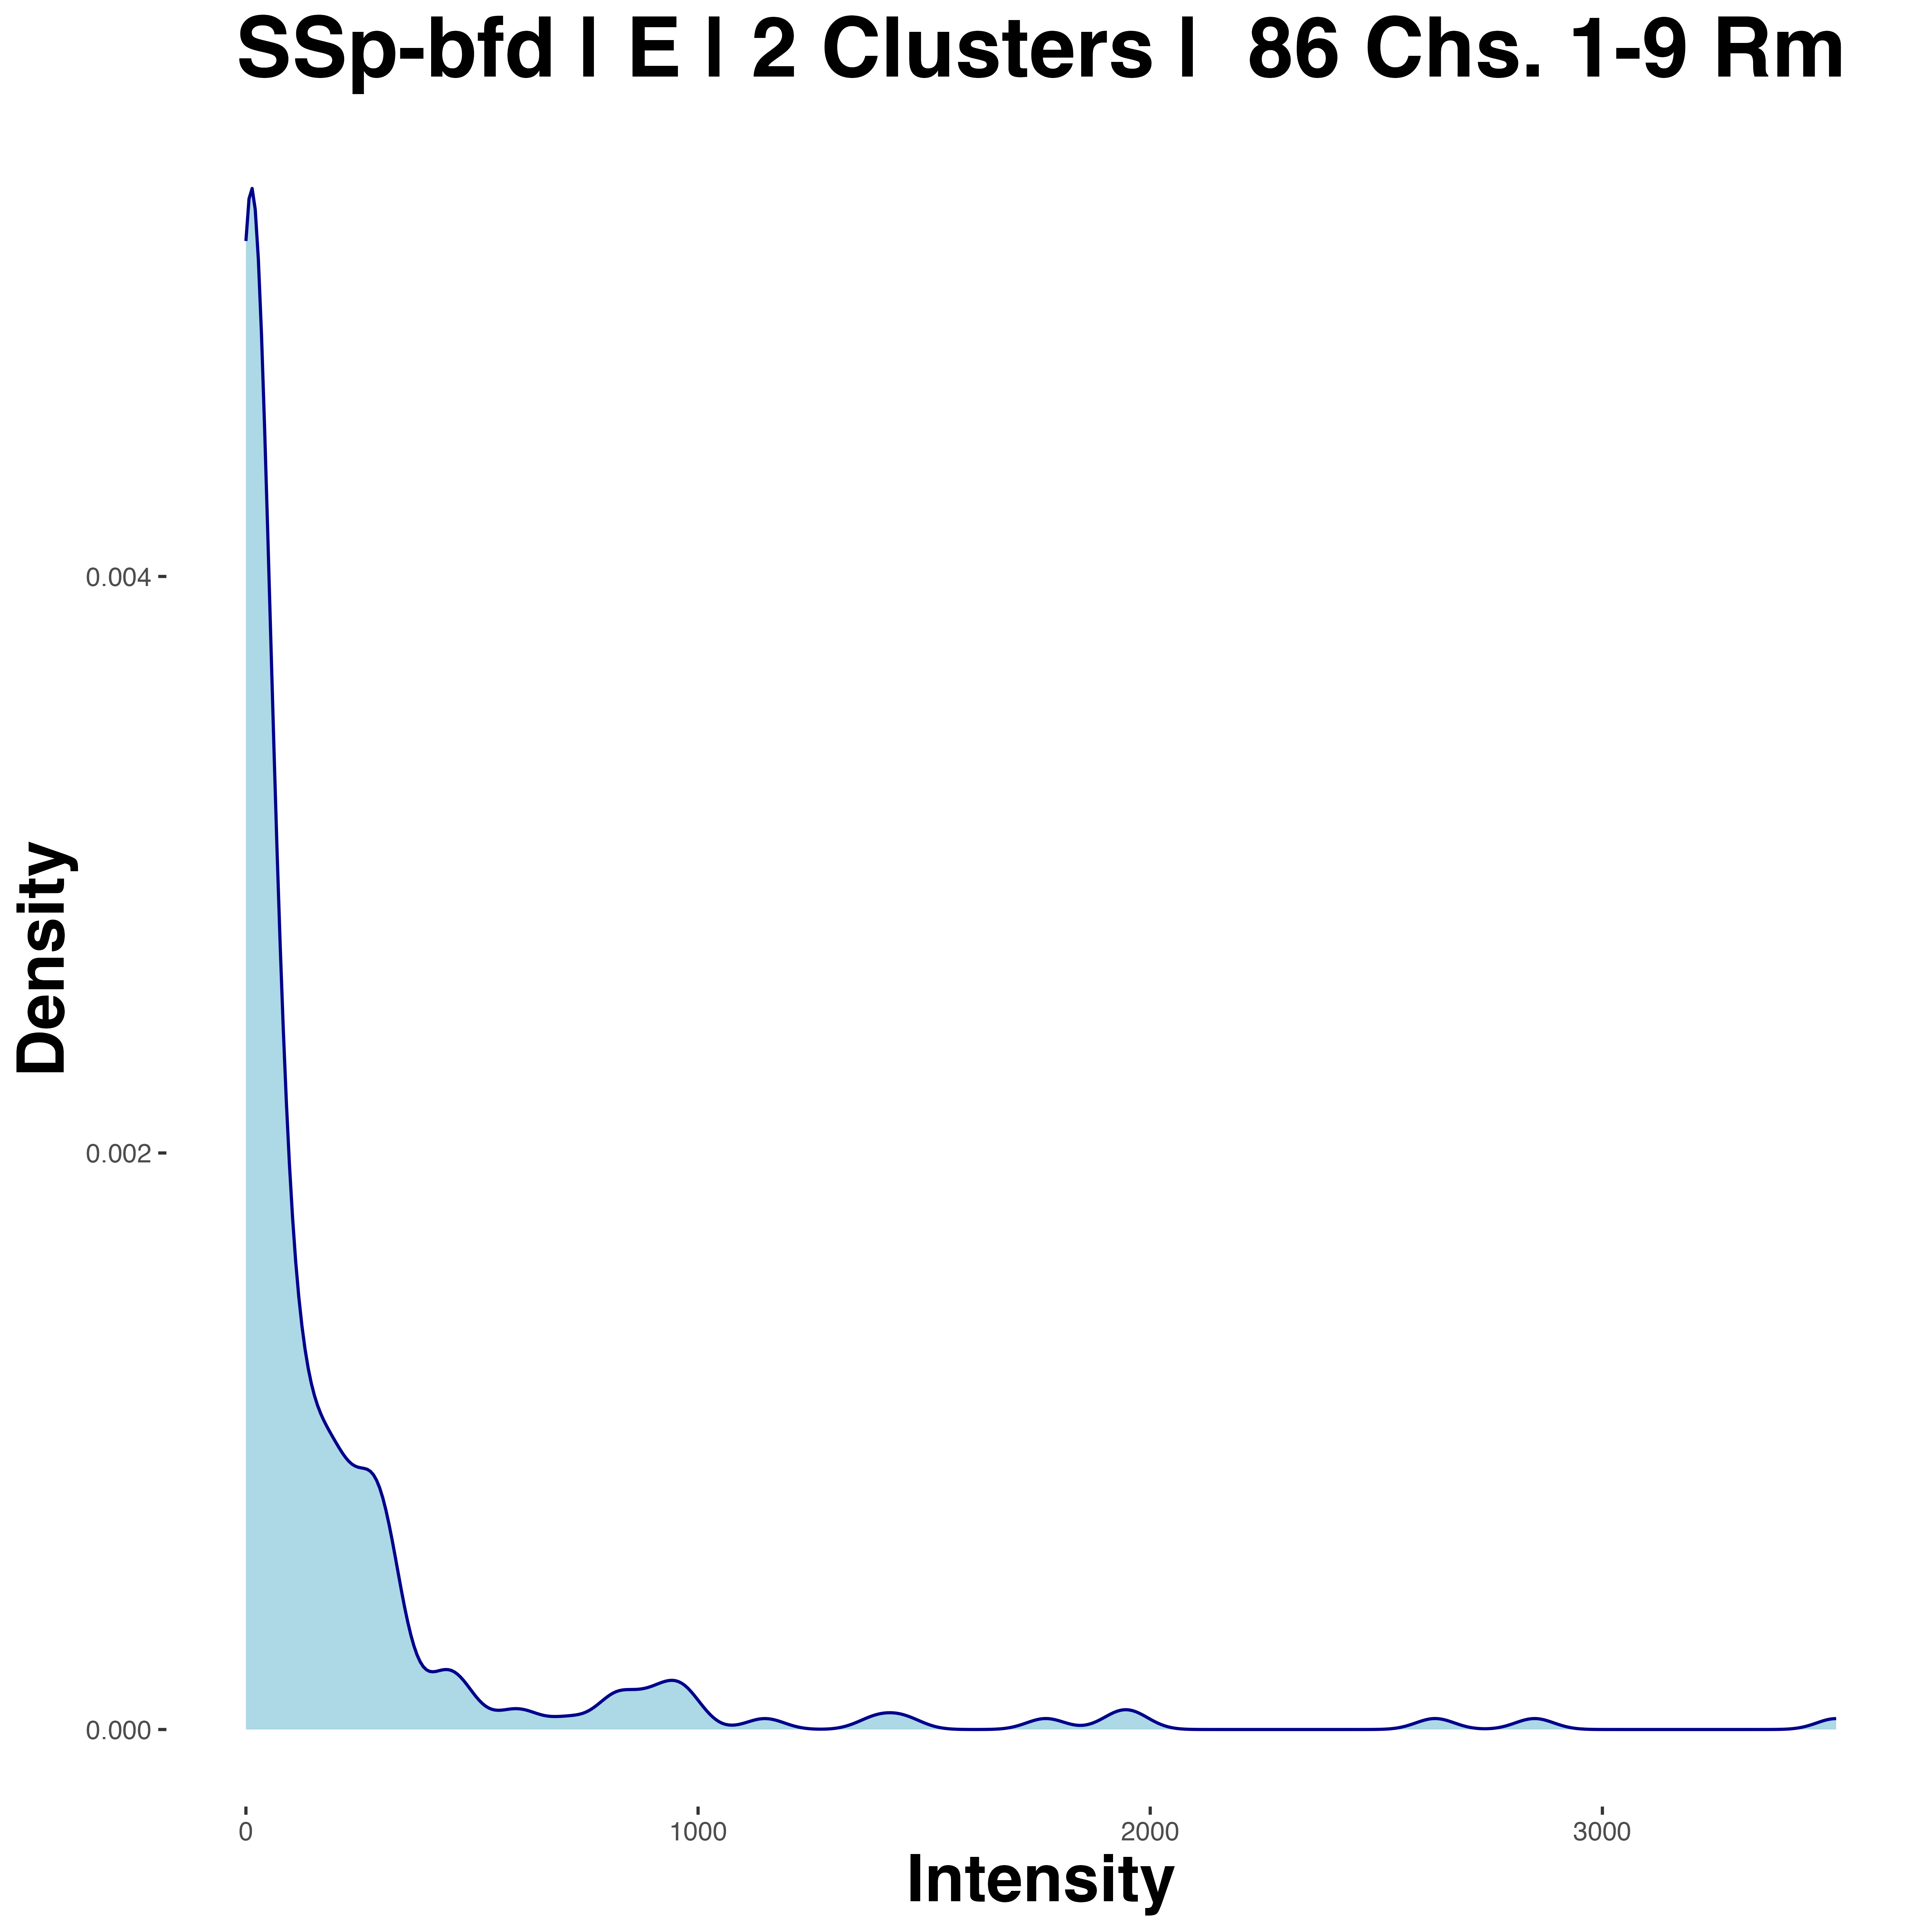 SSp-bfd | E | 2 Clusters | 86 Chs. 1-9 Rm
Density
0.004
0.002
0.000
0
1000
2000
3000
Intensity